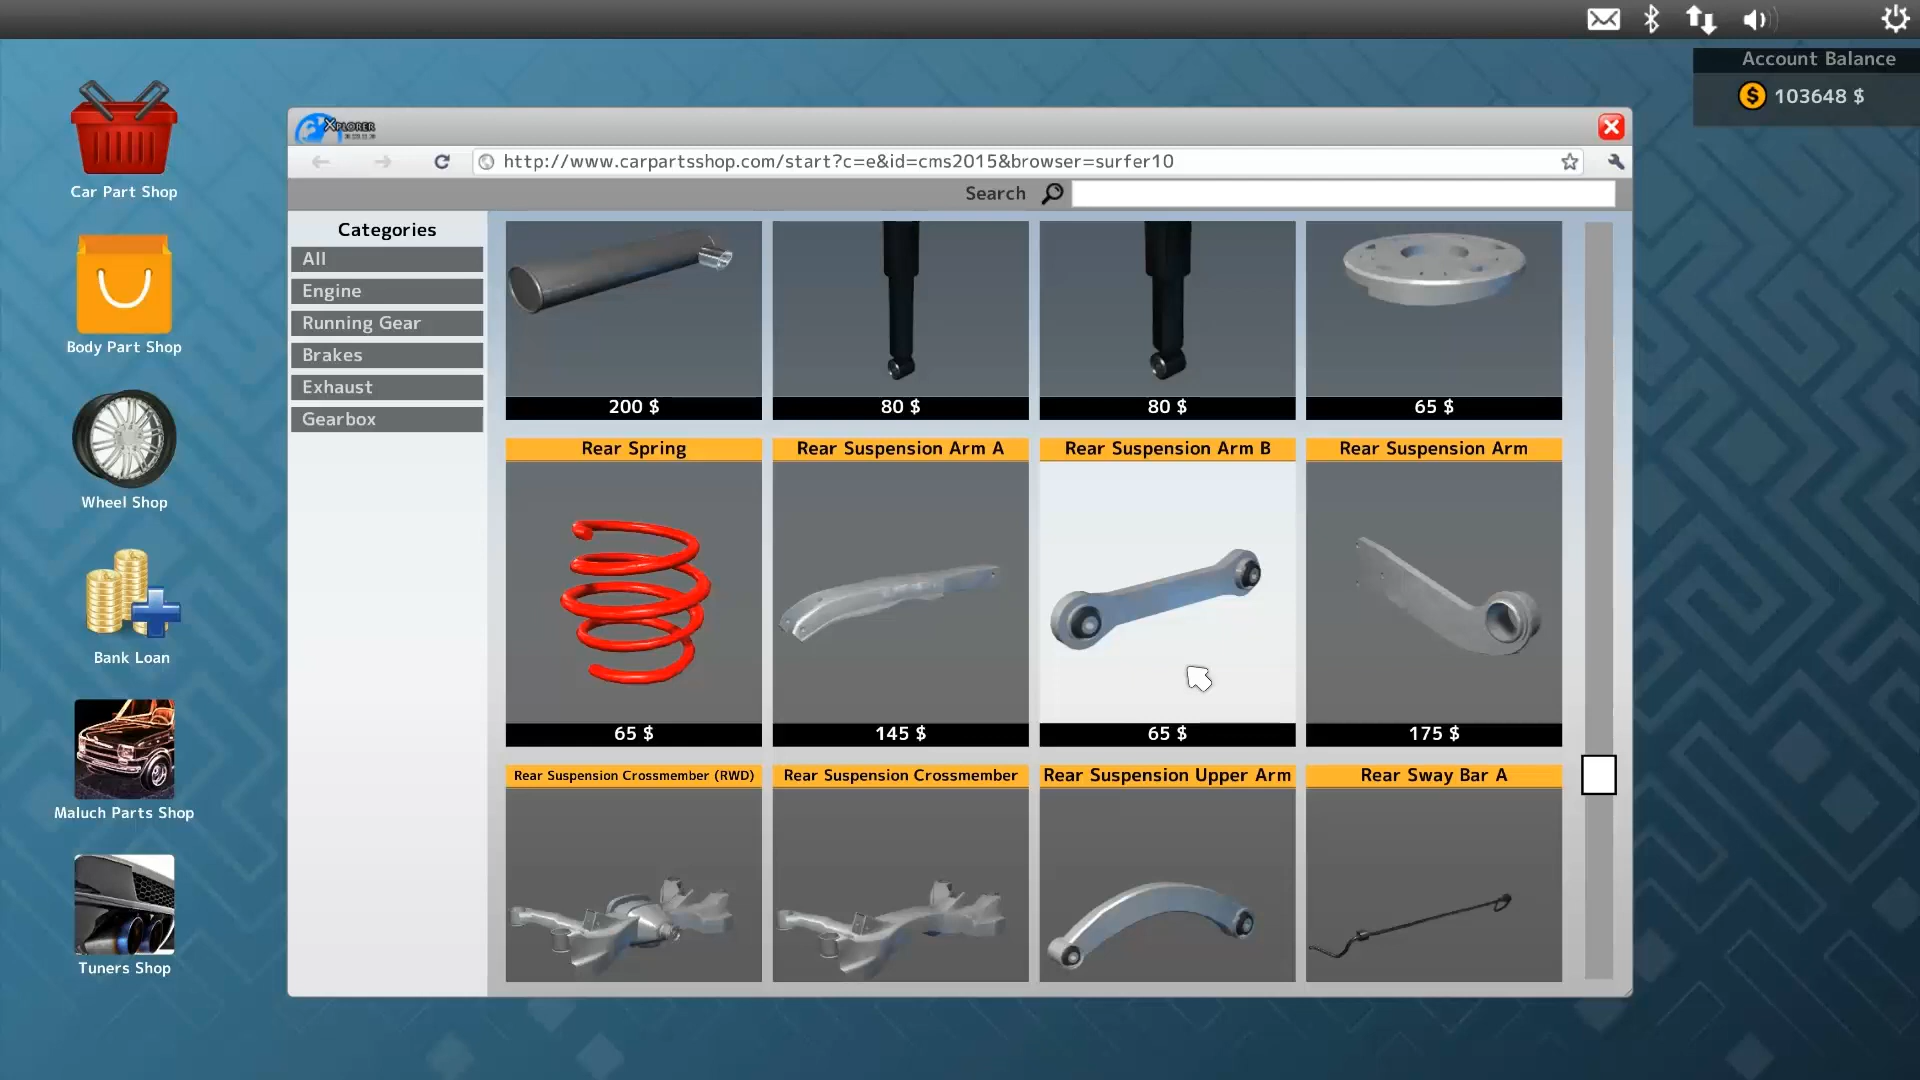 Account Balance
103648 $
Car Part Shop
Body Part Shop
Wheel Shop
Bank Loan
Maluch Parts Shop
Tuners Shop
XPLORER
http://www.carpartsshop.com/start?c=e&id=cms2015&browser=surfer10
Search
Categories
All
Engine
Running Gear
Brakes
Exhaust
Gearbox
200 $
80 $
80 $
65 $
Rear Spring
Rear Suspension Arm A
Rear Suspension Arm B
Rear Suspension Arm
65 $
145 $
65 $
175 $
Rear Suspension Crossmember (RWD)
Rear Suspension Crossmember
Rear Suspension Upper Arm
Rear Sway Bar A